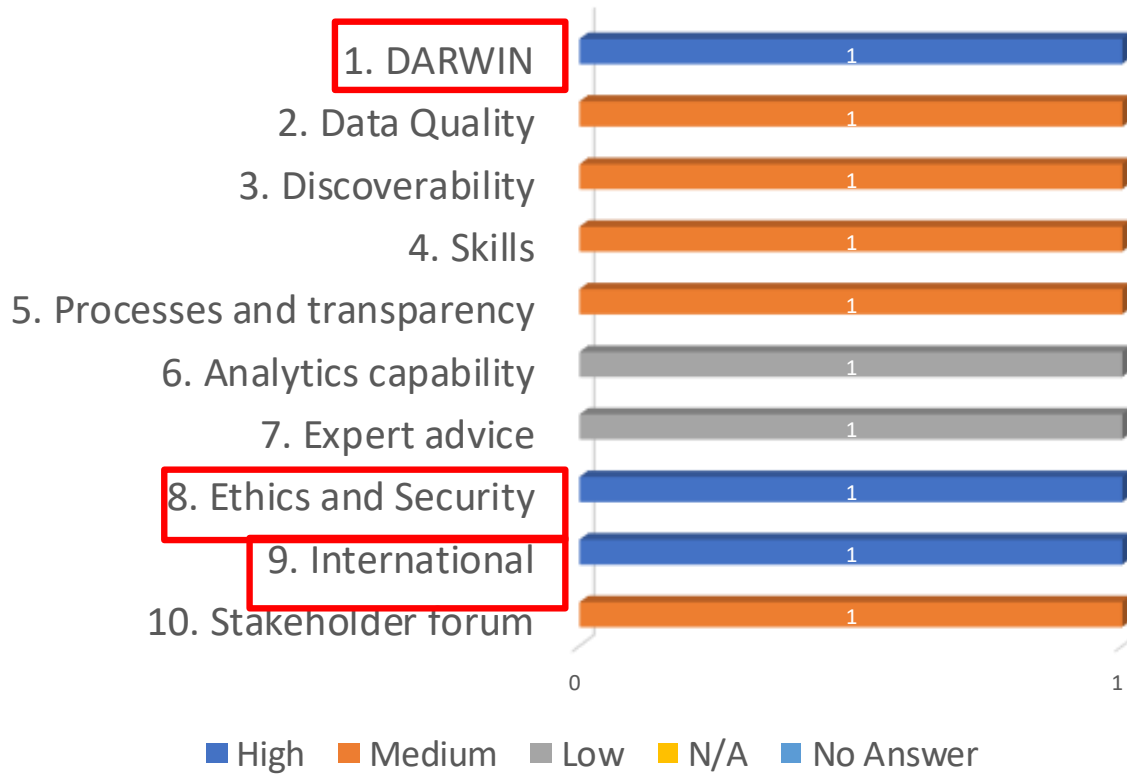 1. DARWIN 1
2. Data Quality 1
3. Discoverability 1
4. Skills 1
5. Processes and transparency 1
6. Analytics capability 1
7. Expert advice 1
8. Ethics and Security 1
9. International 1
10. Stakeholder forum 1
0 1
High Medium Low N/A No Answer